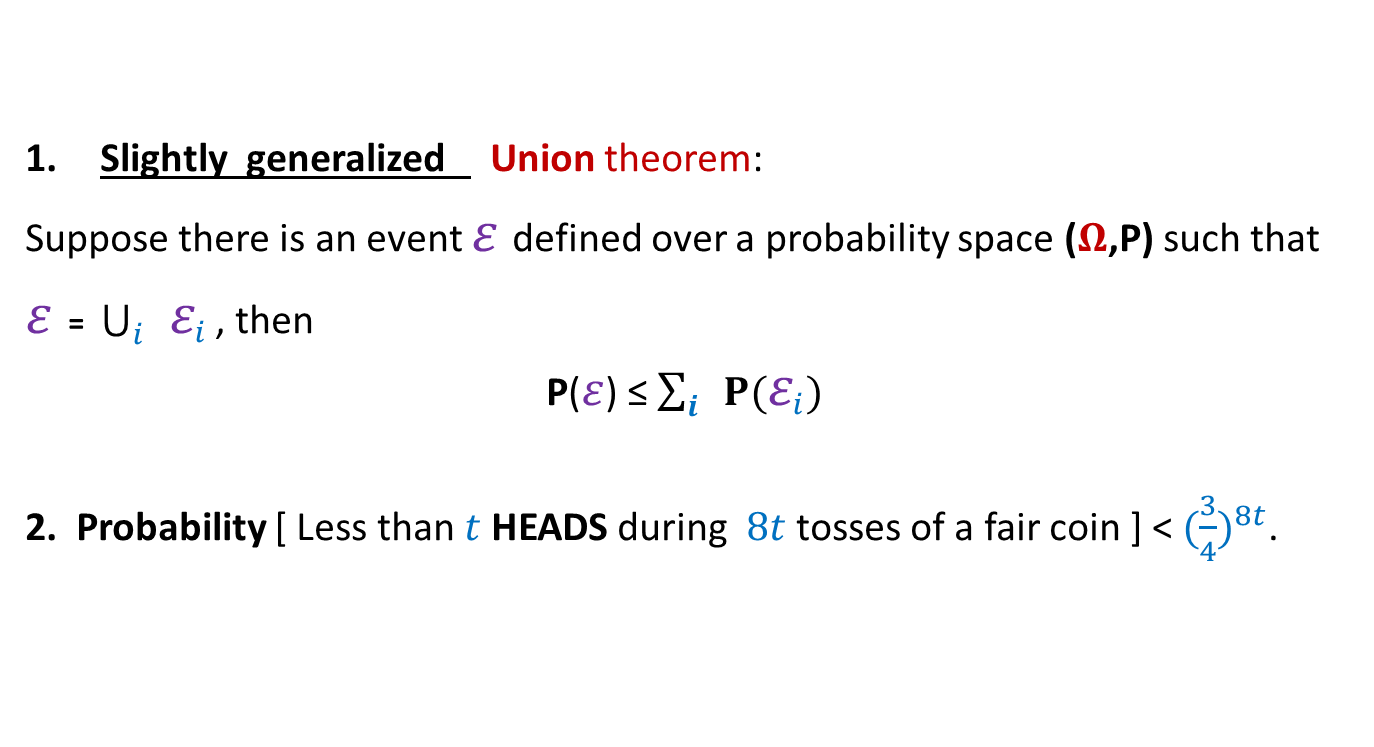 1. Slightly generalized Union theorem:
Suppose there is an event ℰ defined over a probability space (Ω,P) such that
ℰ = ∪ᵢ ℰᵢ , then
P(ℰ) ≤ ∑ᵢ P(ℰᵢ)
2. Probability [ Less than t HEADS during 8t tosses of a fair coin ] < (3/4)^8t .